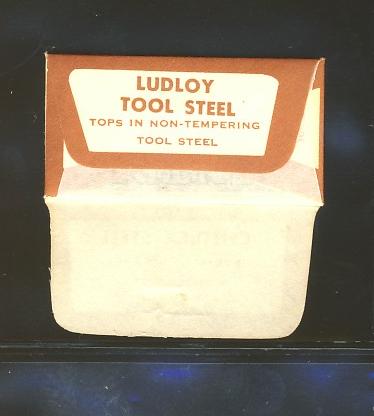 LUDLOY
TOOL STEEL
TOPS IN NON-TEMPERING
TOOL STEEL